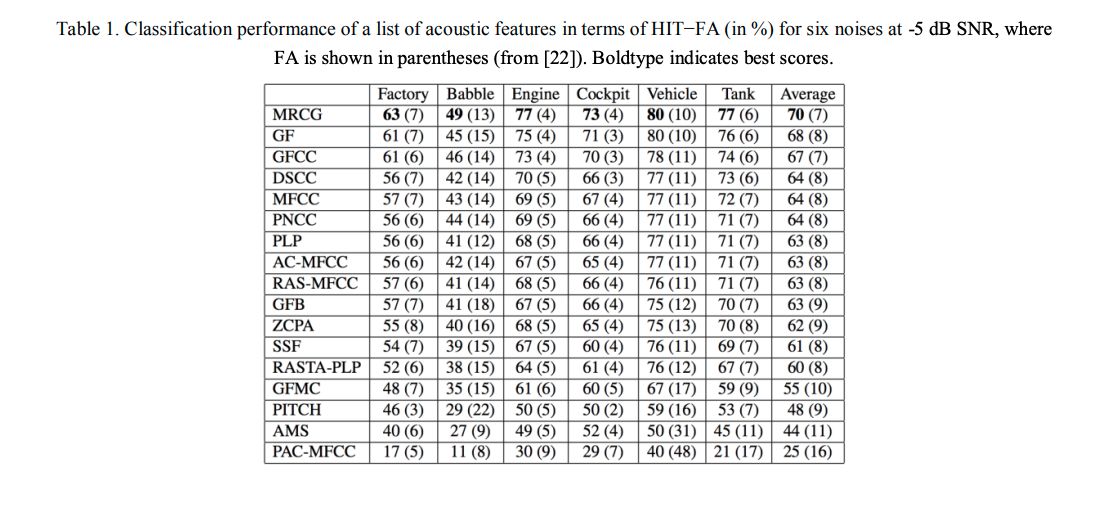 Table 1. Classification performance of a list of acoustic features in terms of HIT−FA (in %) for six noises at -5 dB SNR, where
FA is shown in parentheses (from [22]). Boldtype indicates best scores.
Factory Babble Engine Cockpit Vehicle Tank Average
MRCG 63 (7) 49 (13) 77 (4) 73 (4) 80 (10) 77 (6) 70 (7)
GF 61 (7) 45 (15) 75 (4) 71 (3) 80 (10) 76 (6) 68 (8)
GFCC 61 (6) 46 (14) 73 (4) 70 (3) 78 (11) 74 (6) 67 (7)
DSCC 56 (7) 42 (14) 70 (5) 66 (3) 77 (11) 73 (6) 64 (8)
MFCC 57 (7) 43 (14) 69 (5) 67 (4) 77 (11) 72 (7) 64 (8)
PNCC 56 (6) 44 (14) 69 (5) 66 (4) 77 (11) 71 (7) 64 (8)
PLP 56 (6) 41 (12) 68 (5) 66 (4) 77 (11) 71 (7) 63 (8)
AC-MFCC 56 (6) 42 (14) 67 (5) 65 (4) 77 (11) 71 (7) 63 (8)
RAS-MFCC 57 (6) 41 (14) 68 (5) 66 (4) 76 (11) 71 (7) 63 (8)
GFB 57 (7) 41 (18) 67 (5) 66 (4) 75 (12) 70 (7) 63 (9)
ZCPA 55 (8) 40 (16) 68 (5) 65 (4) 75 (13) 70 (8) 62 (9)
SSF 54 (7) 39 (15) 67 (5) 60 (4) 76 (11) 69 (7) 61 (8)
RASTA-PLP 52 (6) 38 (15) 64 (5) 61 (4) 76 (12) 67 (7) 60 (8)
GFMC 48 (7) 35 (15) 61 (6) 60 (5) 67 (17) 59 (9) 55 (10)
PITCH 46 (3) 29 (22) 50 (5) 50 (2) 59 (16) 53 (7) 48 (9)
AMS 40 (6) 27 (9) 49 (5) 52 (4) 50 (31) 45 (11) 44 (11)
PAC-MFCC 17 (5) 11 (8) 30 (9) 29 (7) 40 (48) 21 (17) 25 (16)